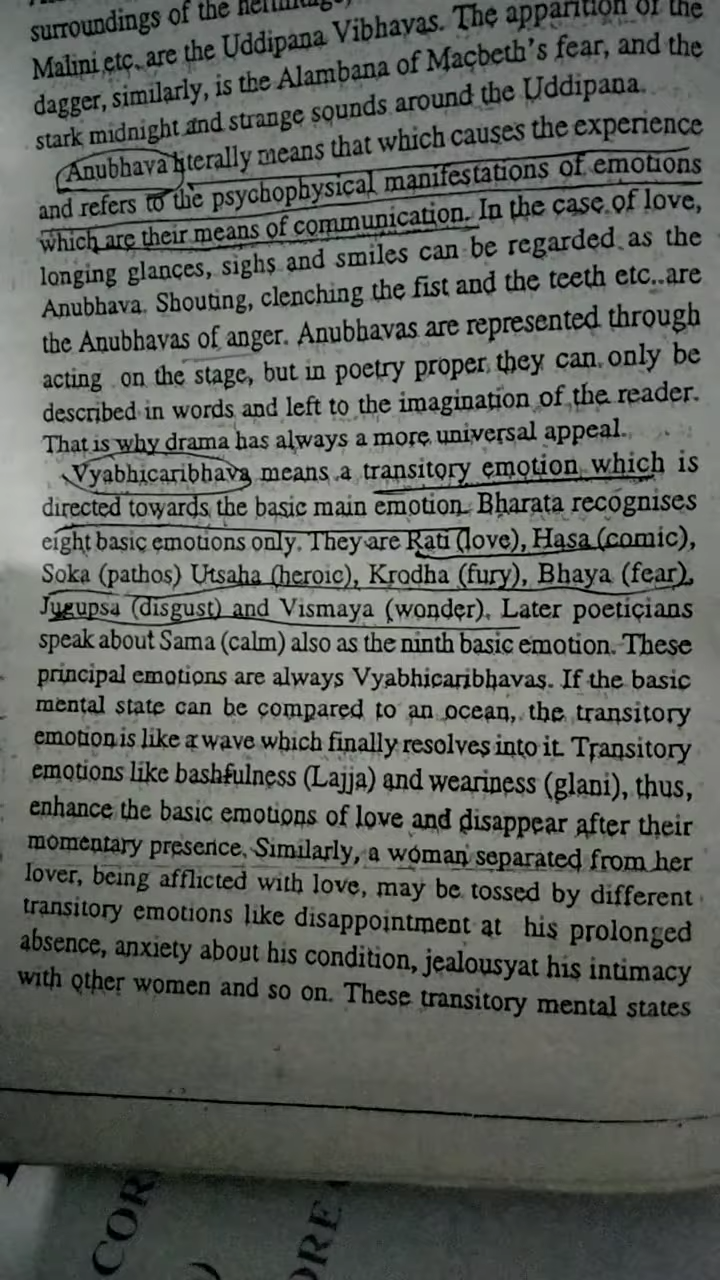 surroundings of the
Malini etc. are the Uddipana Vibhavas. The apparition of the
dagger, similarly, is the Alambana of Macbeth's fear, and the
stark midnight and strange sounds around the Uddipana.
Anubhava literally means that which causes the experience
and refers to the psychophysical manifestations of emotions
which are their means of communication. In the case of love,
longing glances, sighs and smiles can be regarded as the
Anubhava. Shouting, clenching the fist and the teeth etc..are
the Anubhavas of anger. Anubhavas are represented through
acting on the stage, but in poetry proper they can only be
described in words and left to the imagination of the reader.
That is why drama has always a more universal appeal.
Vyabhicaribhava means a transitory emotion which is
directed towards the basic main emotion. Bharata recognises
eight basic emotions only. They are Rati (love), Hasa (comic),
Soka (pathos) Utsaha (heroic), Krodha (fury), Bhaya (fear),
Jugupsa (disgust) and Vismaya (wonder). Later poeticians
speak about Sama (calm) also as the ninth basic emotion. These
principal emotions are always Vyabhicaribhavas. If the basic
mental state can be compared to an ocean, the transitory
emotion is like a wave which finally resolves into it. Transitory
emotions like bashfulness (Lajja) and weariness (glani), thus,
enhance the basic emotions of love and disappear after their
momentary presence. Similarly, a woman separated from her
lover, being afflicted with love, may be tossed by different
transitory emotions like disappointment at his prolonged
absence, anxiety about his condition, jealousyat his intimacy
with other women and so on. These transitory mental states
COR
ORE